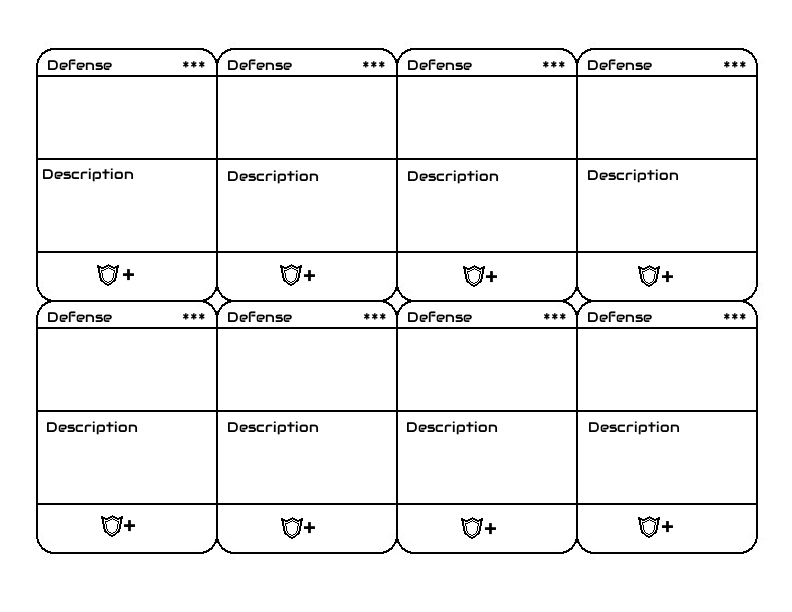 Defense *** Defense *** Defense *** Defense ***
Description Description Description Description
+ + + +
Defense *** Defense *** Defense *** Defense ***
Description Description Description Description
+ + + +